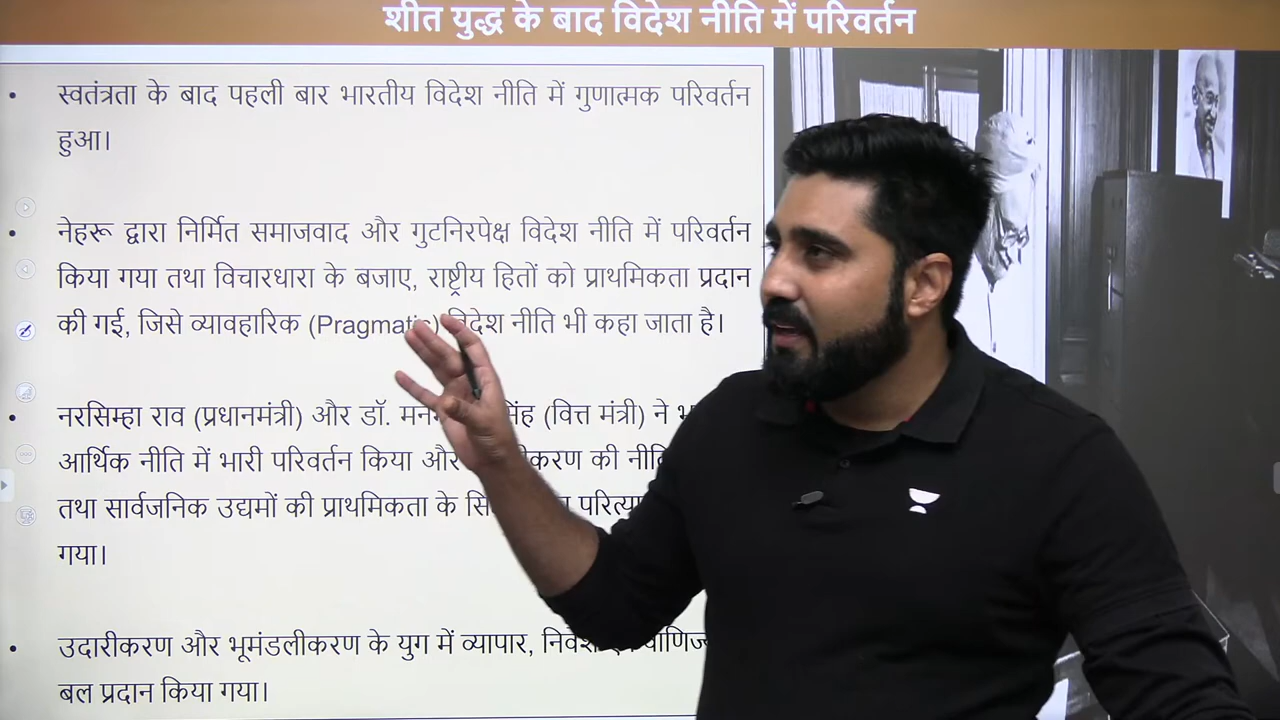 शीत युद्ध के बाद विदेश नीति में परिवर्तन
• स्वतंत्रता के बाद पहली बार भारतीय विदेश नीति में गुणात्मक परिवर्तन
हुआ।
• नेहरू द्वारा निर्मित समाजवाद और गुटनिरपेक्ष विदेश नीति में परिवर्तन
किया गया तथा विचारधारा के बजाए, राष्ट्रीय हितों को प्राथमिकता प्रदान
की गई, जिसे व्यावहारिक (Pragmatic) विदेश नीति भी कहा जाता है।
• नरसिम्हा राव (प्रधानमंत्री) और डॉ. सिंह (वित्त मंत्री) ने
आर्थिक नीति में भारी परिवर्तन किया और की
तथा सार्वजनिक उद्यमों की प्राथमिकता के
गया।
• उदारीकरण और भूमंडलीकरण के युग में व्यापार,
बल प्रदान किया गया।